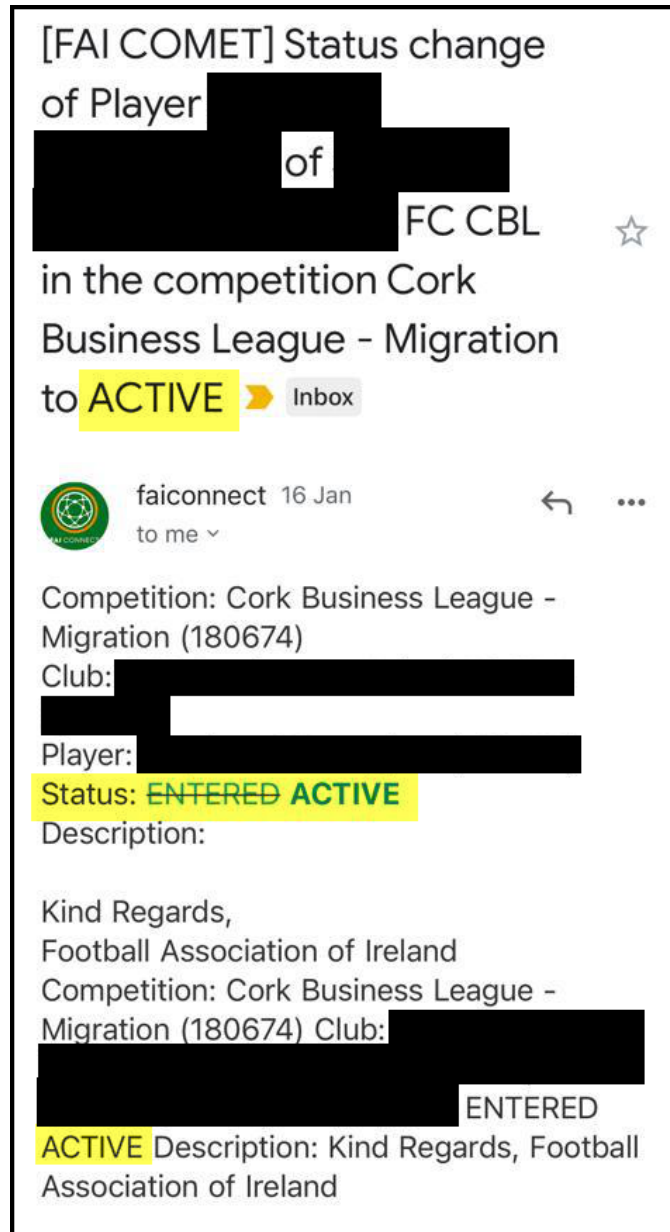 [FAI COMET] Status change
of Player
of
FC CBL
in the competition Cork
Business League - Migration
to ACTIVE Inbox
faiconnect 16 Jan
to me
FAI CONNECT
Competition: Cork Business League -
Migration (180674)
Club:
Player:
Status: ENTERED ACTIVE
Description:
Kind Regards,
Football Association of Ireland
Competition: Cork Business League -
Migration (180674) Club:
ENTERED
ACTIVE Description: Kind Regards, Football
Association of Ireland